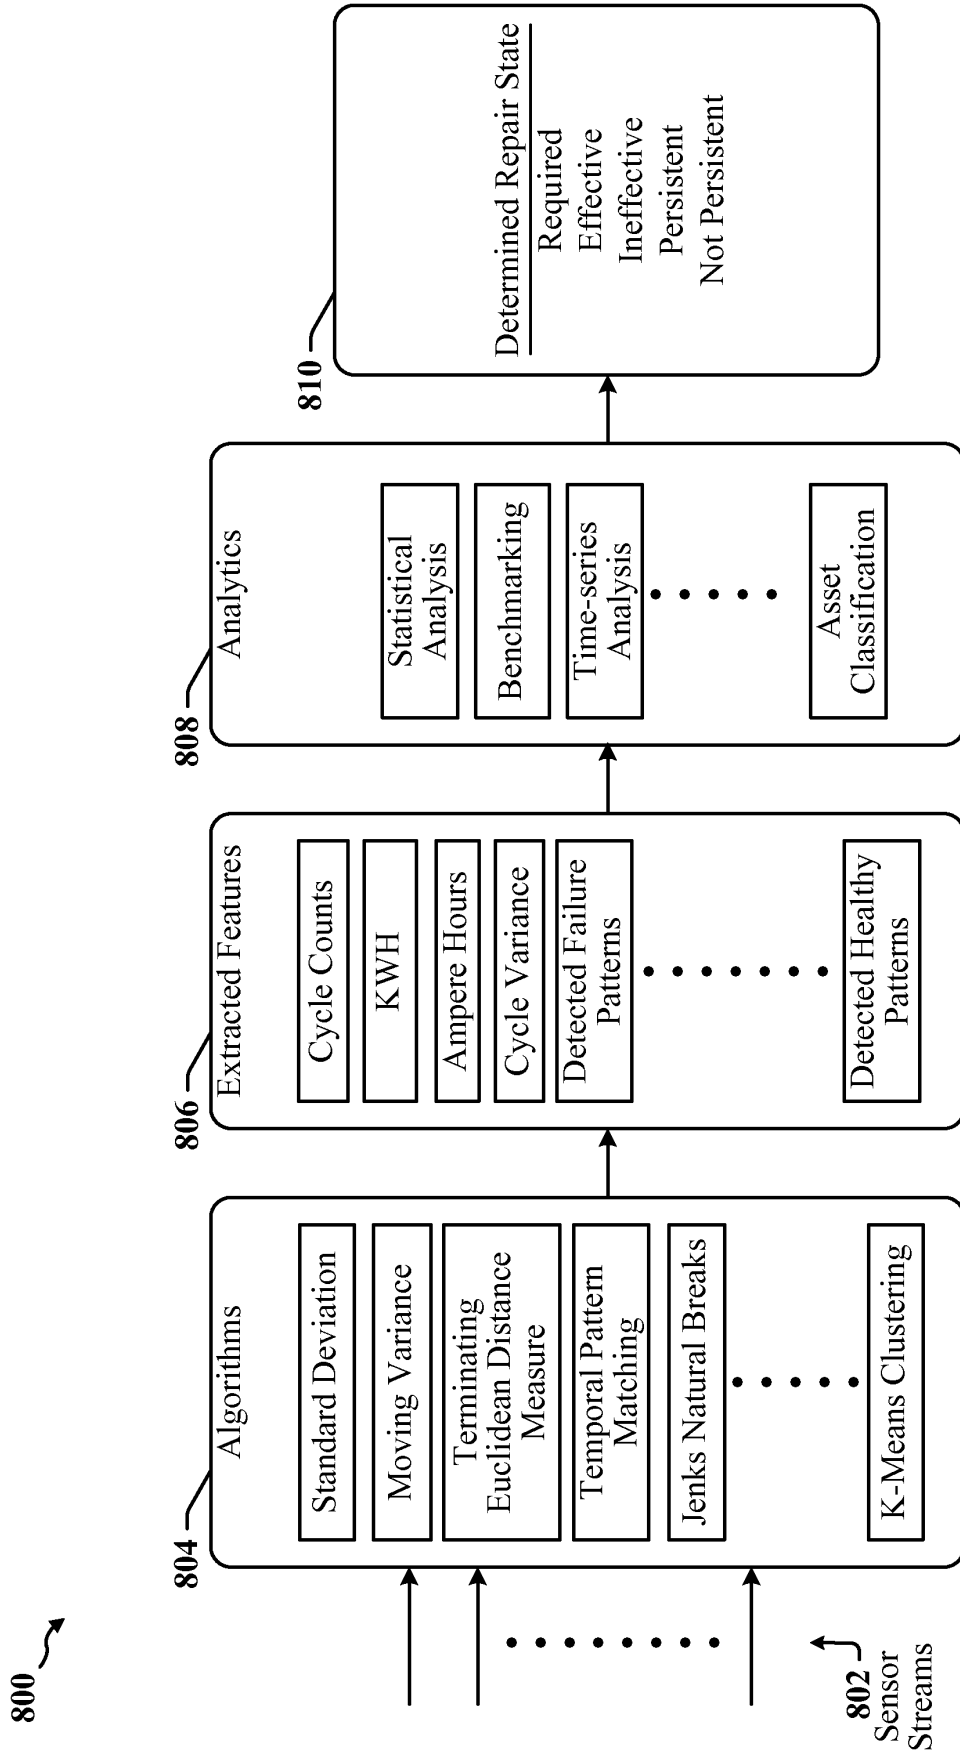 800
802
Sensor
Streams
804
Algorithms
Standard Deviation
Moving Variance
Terminating
Euclidean Distance
Measure
Temporal Pattern
Matching
Jenks Natural Breaks
K-Means Clustering
806
Extracted Features
Cycle Counts
KWH
Ampere Hours
Cycle Variance
Detected Failure
Patterns
Detected Healthy
Patterns
808
Analytics
Statistical
Analysis
Benchmarking
Time-series
Analysis
Asset
Classification
810
Determined Repair State
Required
Effective
Ineffective
Persistent
Not Persistent